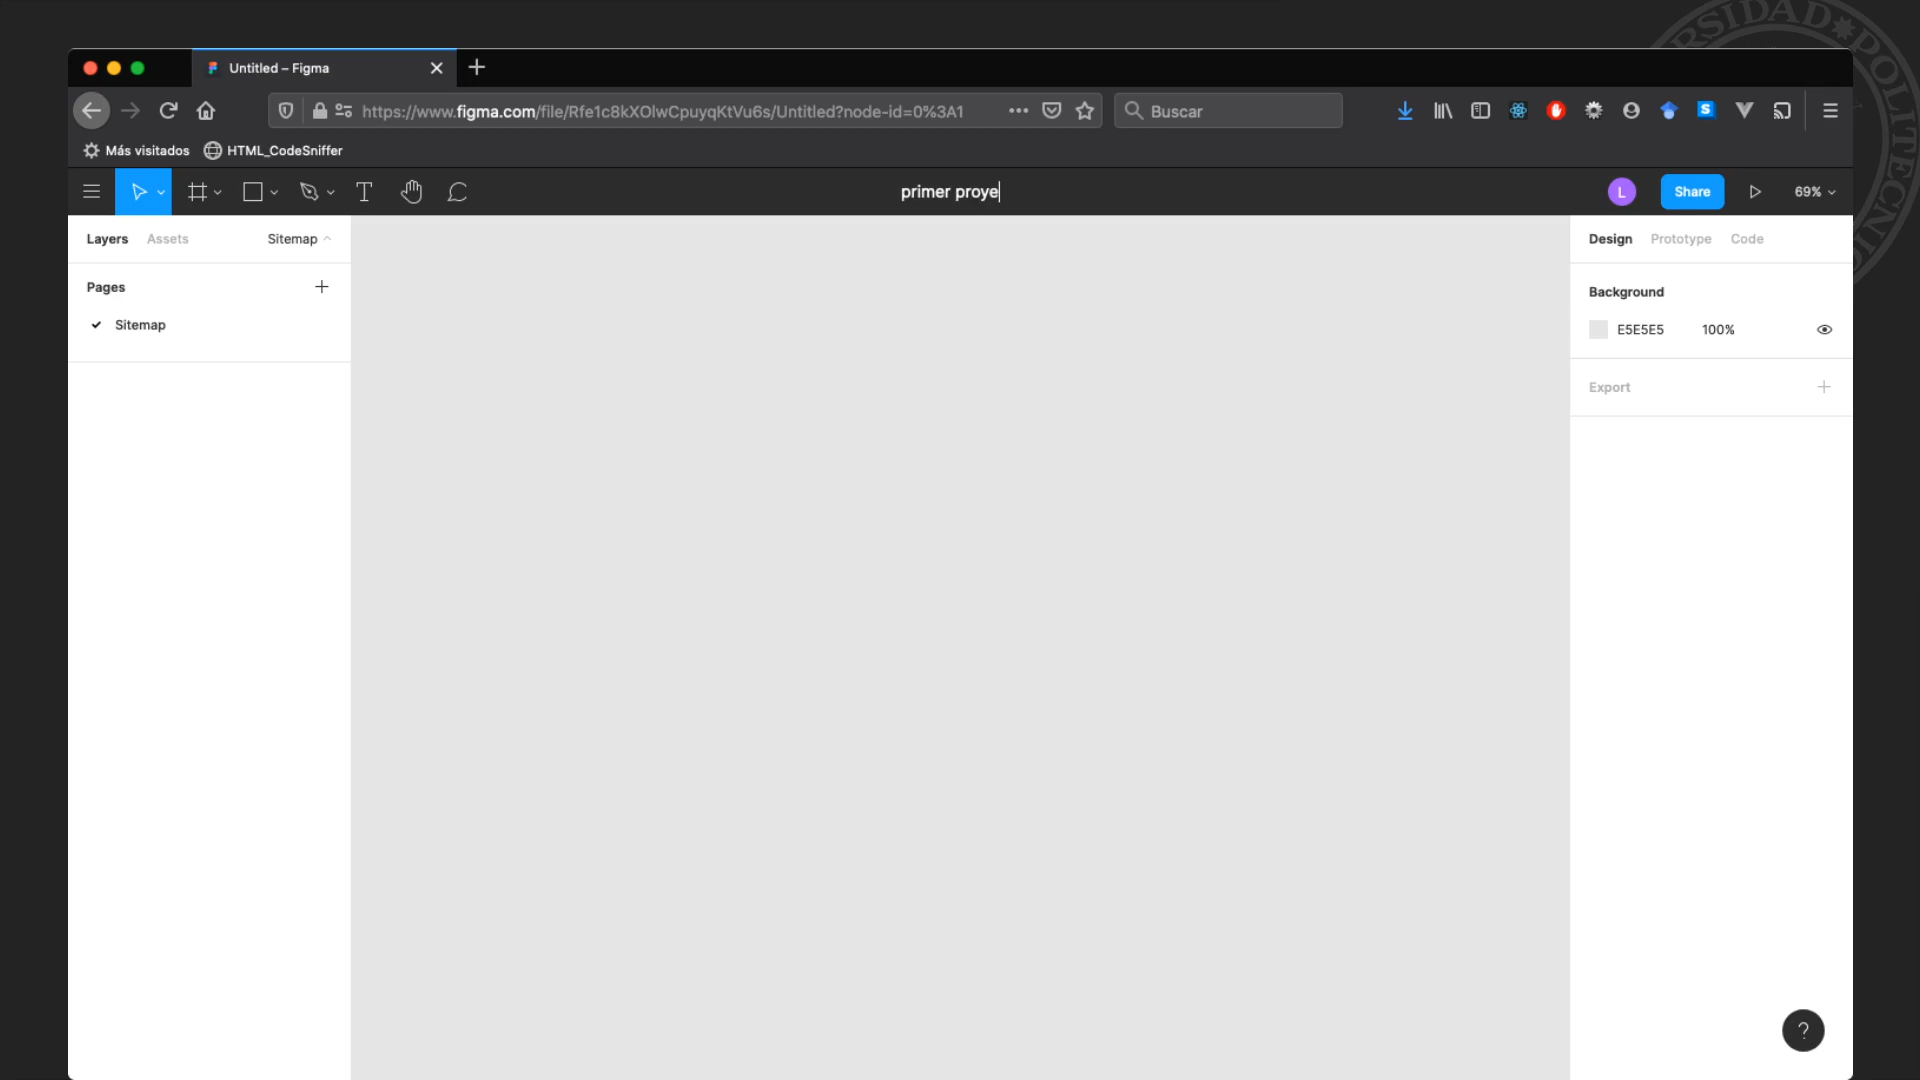 Untitled – Figma
https://www.figma.com/file/Rfe1c8kXOlwCpuyqKtVu6s/Untitled?node-id=0%3A1
Buscar
Más visitados
HTML_CodeSniffer
primer proye
L
Share
69%
Layers
Assets
Sitemap
Design
Prototype
Code
Pages
Sitemap
Background
E5E5E5
100%
Export
?